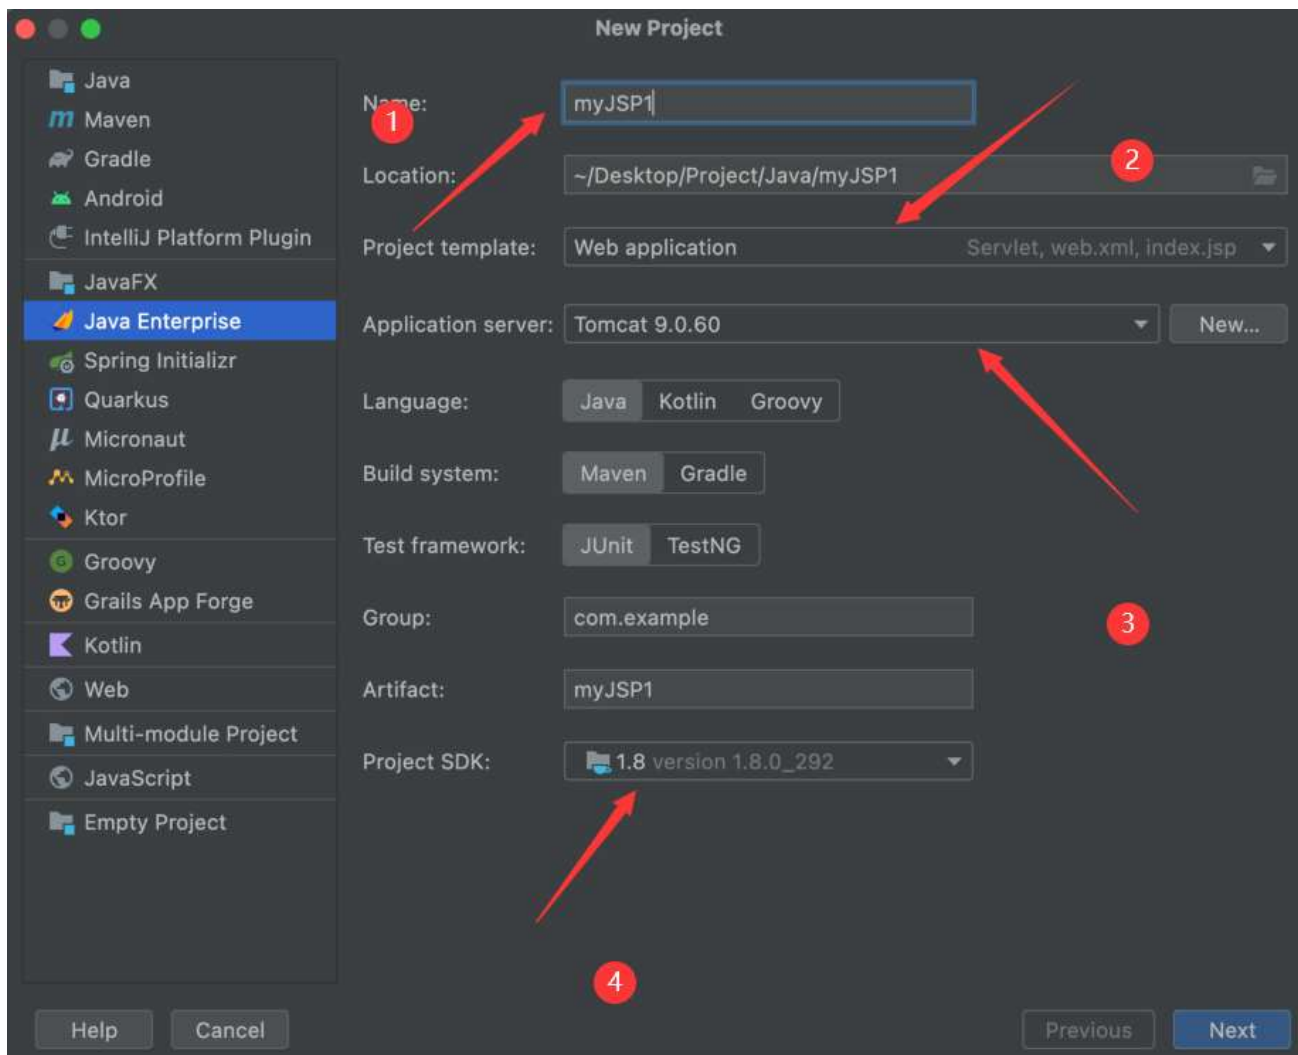 New Project
Java
Maven
Gradle
Android
IntelliJ Platform Plugin
JavaFX
Java Enterprise
Spring Initializr
Quarkus
Micronaut
MicroProfile
Ktor
Groovy
Grails App Forge
Kotlin
Web
Multi-module Project
JavaScript
Empty Project
Name: myJSP1
1
2
Location: ~/Desktop/Project/Java/myJSP1
Project template: Web application Servlet, web.xml, index.jsp
Application server: Tomcat 9.0.60 New...
Language: Java Kotlin Groovy
Build system: Maven Gradle
Test framework: JUnit TestNG
Group: com.example
3
Artifact: myJSP1
Project SDK: 1.8 version 1.8.0_292
4
Help Cancel Previous Next